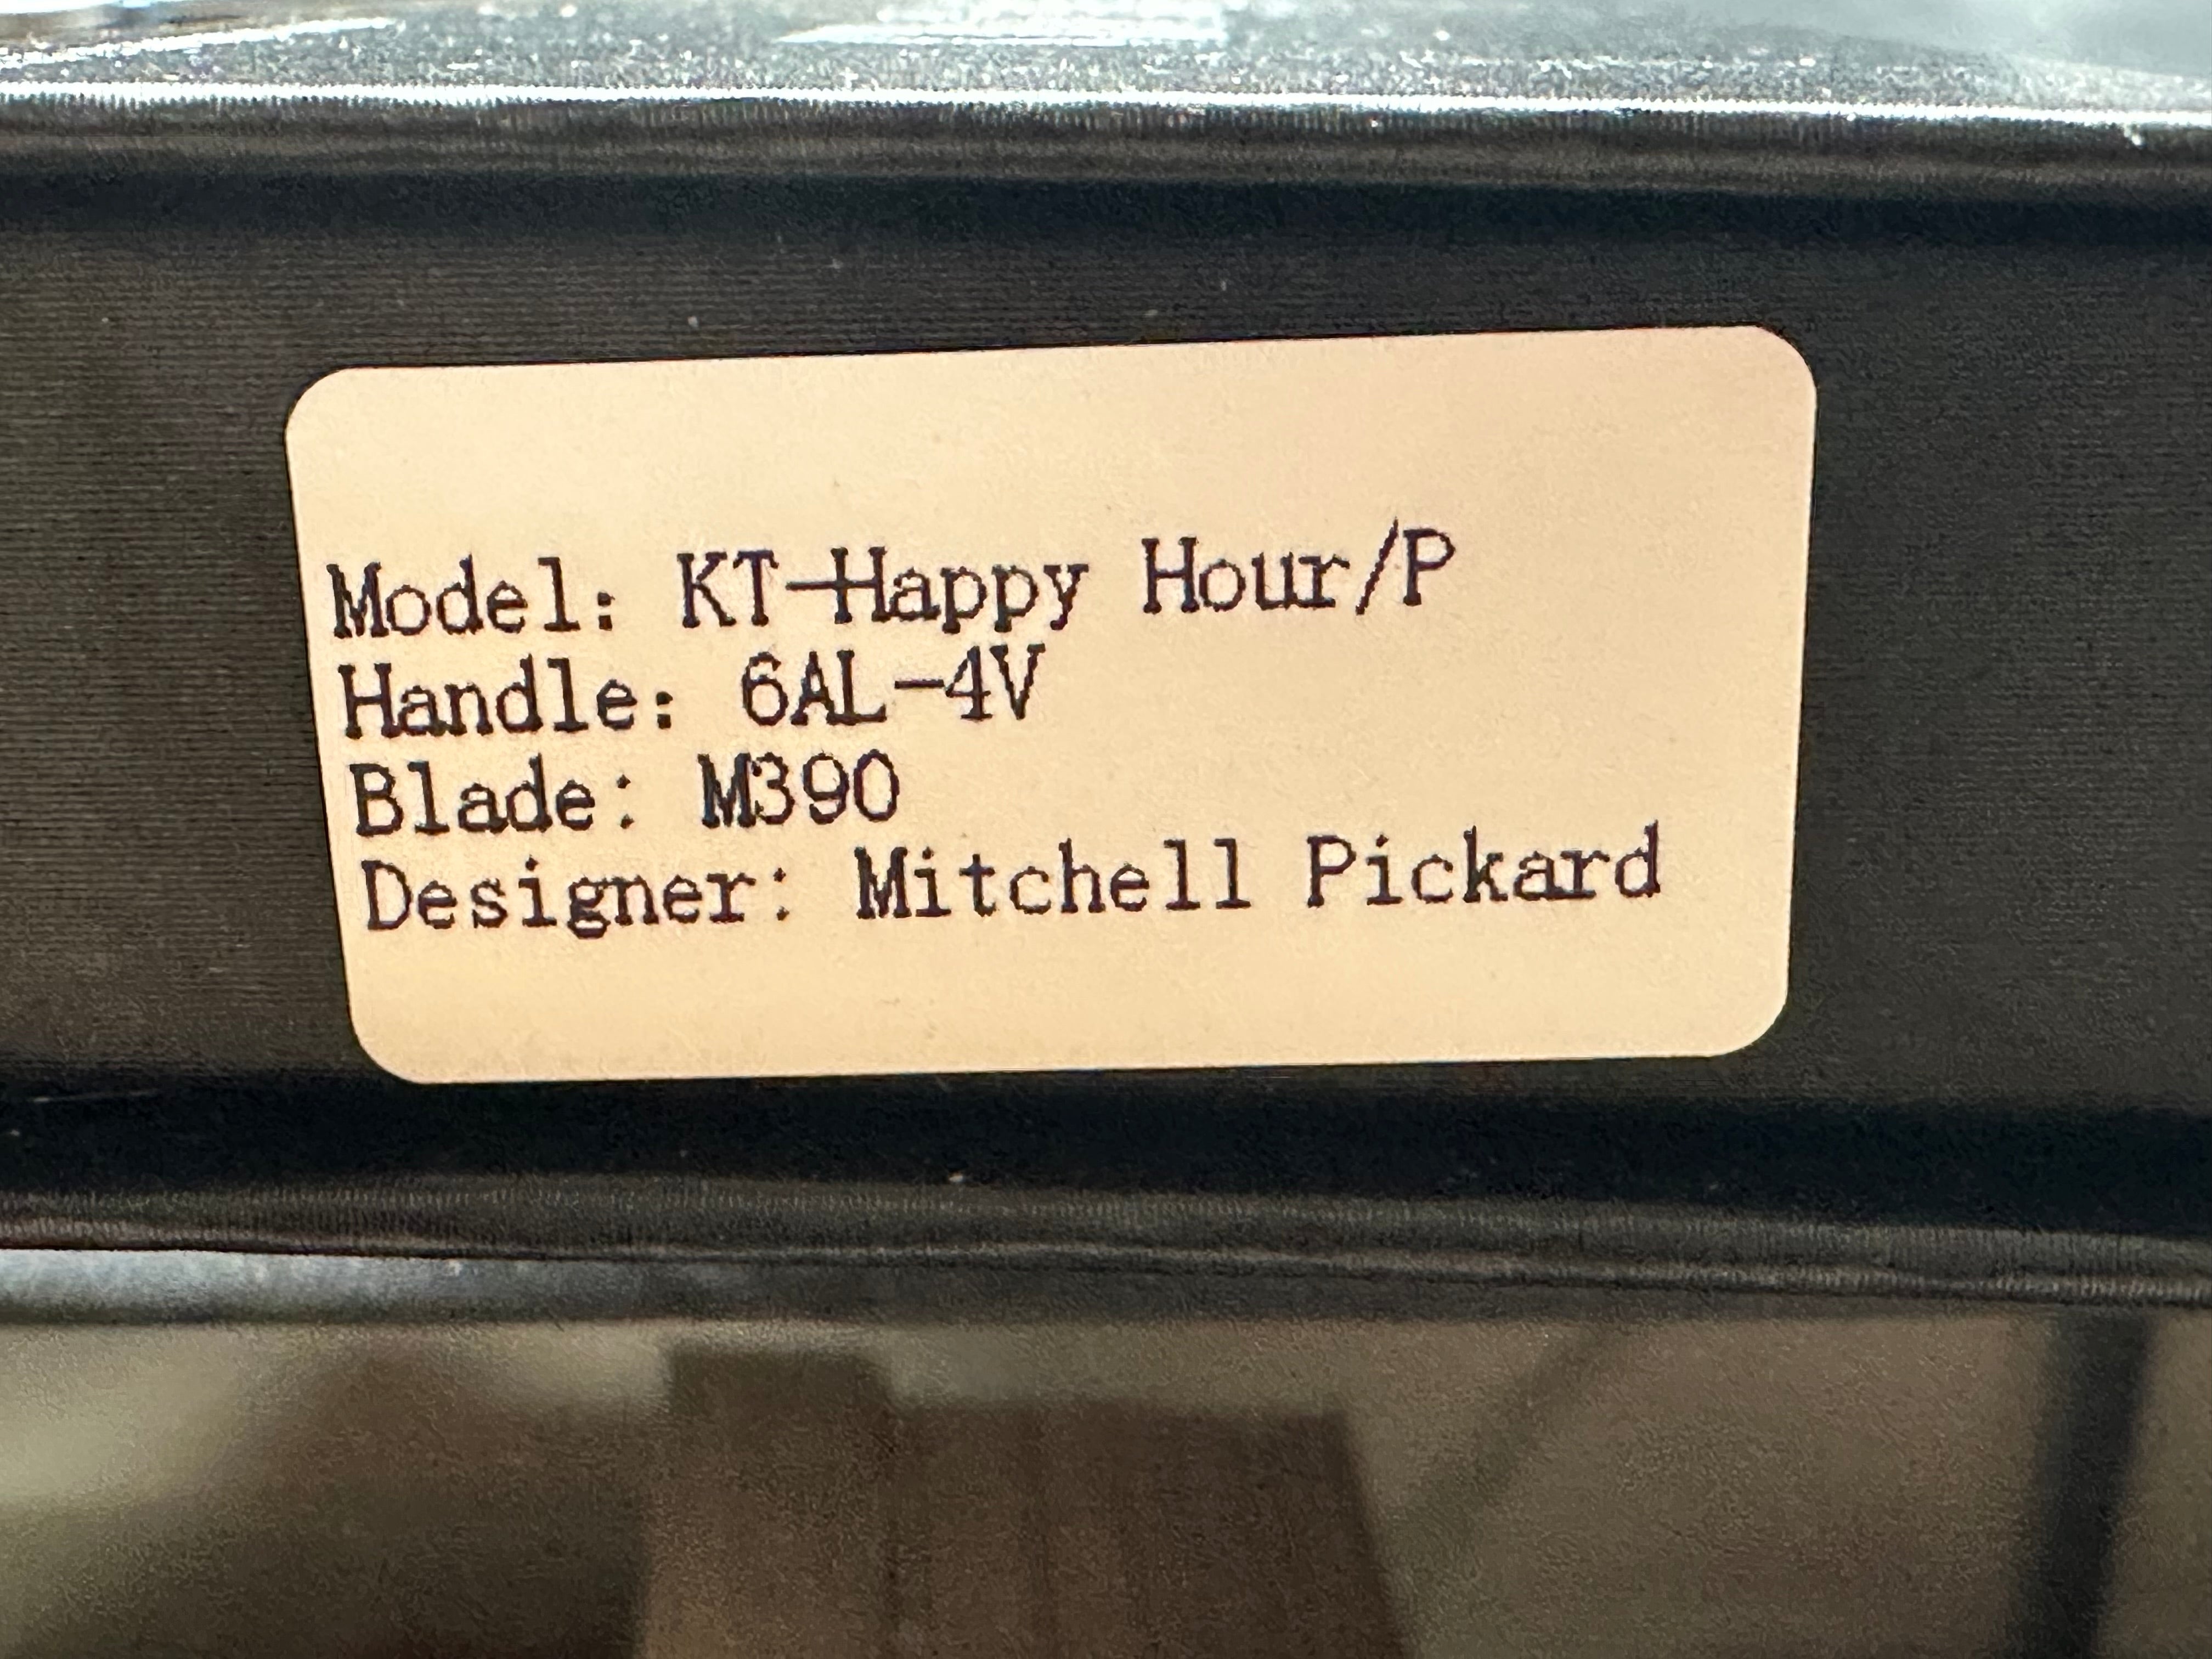 Model: KT-Happy Hour/P
Handle: 6AL-4V
Blade: M390
Designer: Mitchell Pickard